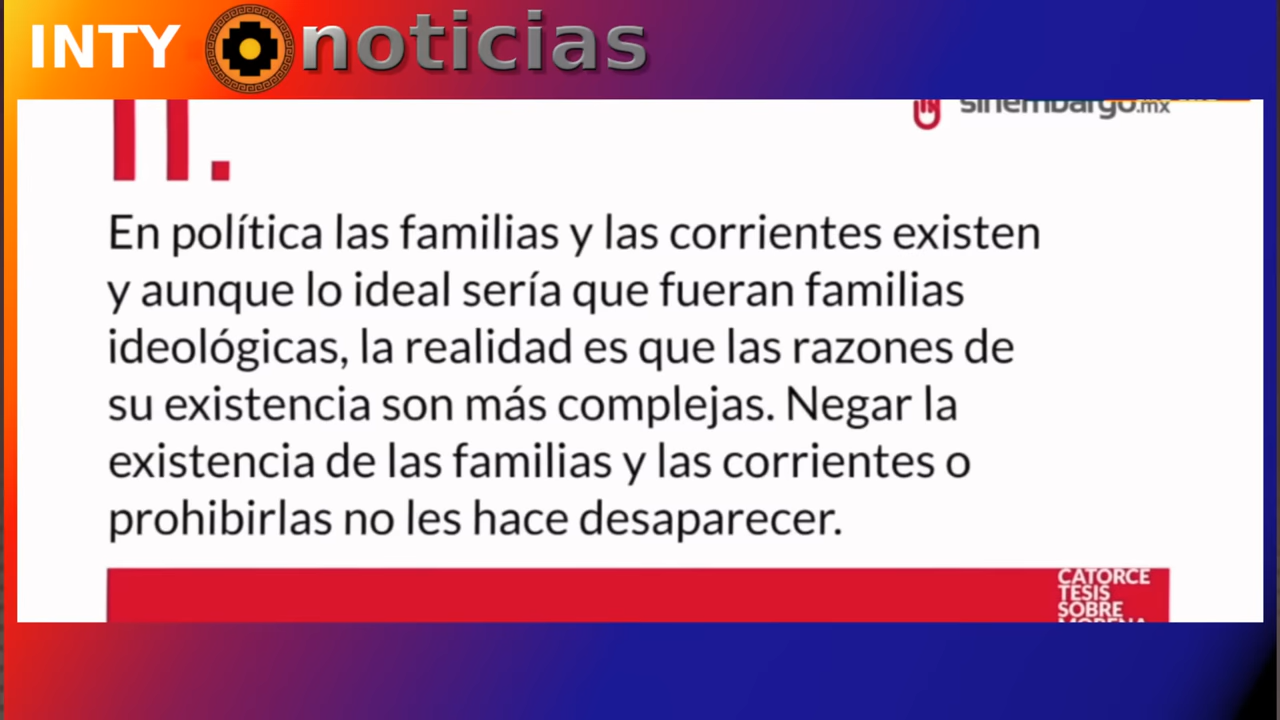 INTY noticias
II.
sinembargo.mx
En política las familias y las corrientes existen
y aunque lo ideal sería que fueran familias
ideológicas, la realidad es que las razones de
su existencia son más complejas. Negar la
existencia de las familias y las corrientes o
prohibirlas no les hace desaparecer.
CATORCE
TESIS
SOBRE
MORENA